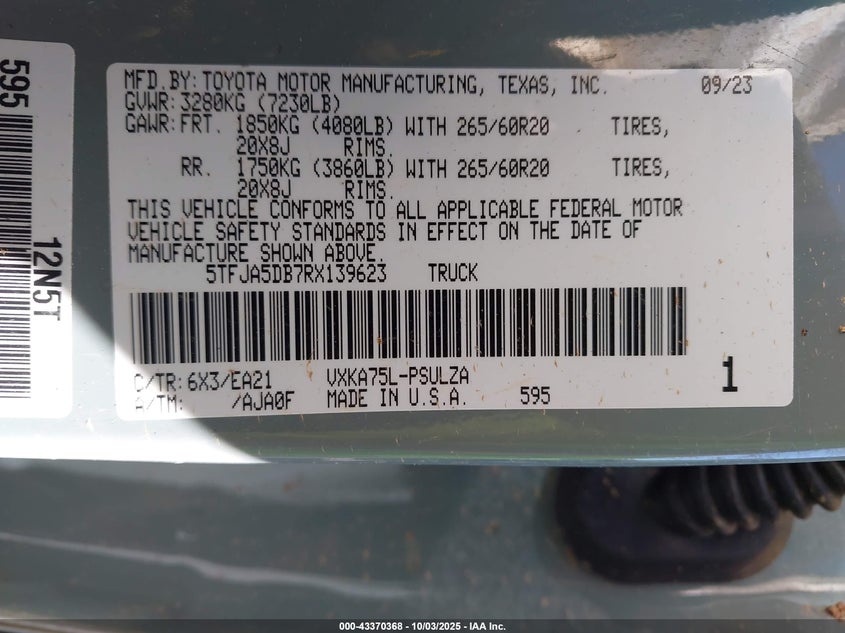 595
12N5T
MFD. BY: TOYOTA MOTOR MANUFACTURING, TEXAS, INC. 09/23
GVWR: 3280KG (7230LB)
GAWR: FRT. 1850KG (4080LB) WITH 265/60R20 TIRES,
20X8J RIMS.
RR. 1750KG (3860LB) WITH 265/60R20 TIRES,
20X8J RIMS.
THIS VEHICLE CONFORMS TO ALL APPLICABLE FEDERAL MOTOR
VEHICLE SAFETY STANDARDS IN EFFECT ON THE DATE OF
MANUFACTURE SHOWN ABOVE.
5TFJA5DB7RX139623 TRUCK
C/TR: 6X3/EA21 VXKA75L-PSULZA
A/TM: /AJA0F MADE IN U.S.A. 595
1
000-43370368 - 10/03/2025 - IAA Inc.